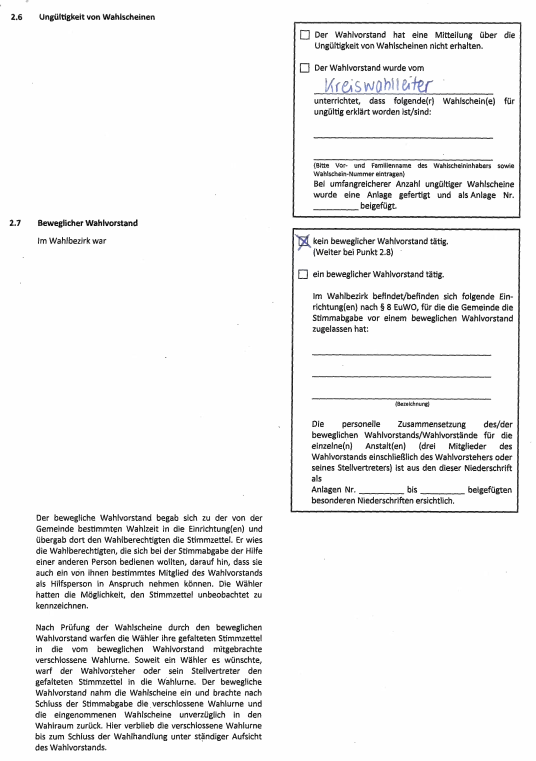 2.6 Ungültigkeit von Wahlscheinen
☐ Der Wahlvorstand hat eine Mitteilung über die
Ungültigkeit von Wahlscheinen nicht erhalten.
☐ Der Wahlvorstand wurde vom
Kreiswahlleiter
unterrichtet, dass folgende(r) Wahlschein(e) für
ungültig erklärt worden ist/sind:
(Bitte Vor- und Familienname des Wahlscheininhabers sowie
Wahlschein-Nummer eintragen)
Bei umfangreicherer Anzahl ungültiger Wahlscheine
wurde eine Anlage gefertigt und als Anlage Nr.
________ beigefügt.
2.7 Beweglicher Wahlvorstand
Im Wahlbezirk war
☒ kein beweglicher Wahlvorstand tätig.
(Weiter bei Punkt 2.8)
☐ ein beweglicher Wahlvorstand tätig.
Im Wahlbezirk befindet/befinden sich folgende Ein-
richtung(en) nach § 8 EuWO, für die die Gemeinde die
Stimmabgabe vor einem beweglichen Wahlvorstand
zugelassen hat:
(Bezeichnung)
Die personelle Zusammensetzung des/der
beweglichen Wahlvorstands/Wahlvorstände für die
einzelne(n) Anstalt(en) (drei Mitglieder des
Wahlvorstands einschließlich des Wahlvorstehers oder
seines Stellvertreters) ist aus den dieser Niederschrift
als
Anlagen Nr. ________ bis ________ beigefügten
besonderen Niederschriften ersichtlich.
Der bewegliche Wahlvorstand begab sich zu der von der
Gemeinde bestimmten Wahlzeit in die Einrichtung(en) und
übergab dort den Wahlberechtigten die Stimmzettel. Er wies
die Wahlberechtigten, die sich bei der Stimmabgabe der Hilfe
einer anderen Person bedienen wollten, darauf hin, dass sie
auch ein von ihnen bestimmtes Mitglied des Wahlvorstands
als Hilfsperson in Anspruch nehmen können. Die Wähler
hatten die Möglichkeit, den Stimmzettel unbeobachtet zu
kennzeichnen.
Nach Prüfung der Wahlscheine durch den beweglichen
Wahlvorstand warfen die Wähler ihre gefalteten Stimmzettel
in die vom beweglichen Wahlvorstand mitgebrachte
verschlossene Wahlurne. Soweit ein Wähler es wünschte,
warf der Wahlvorsteher oder sein Stellvertreter den
gefalteten Stimmzettel in die Wahlurne. Der bewegliche
Wahlvorstand nahm die Wahlscheine ein und brachte nach
Schluss der Stimmabgabe die verschlossene Wahlurne und
die eingenommenen Wahlscheine unverzüglich in den
Wahlraum zurück. Hier verblieb die verschlossene Wahlurne
bis zum Schluss der Wahlhandlung unter ständiger Aufsicht
des Wahlvorstands.